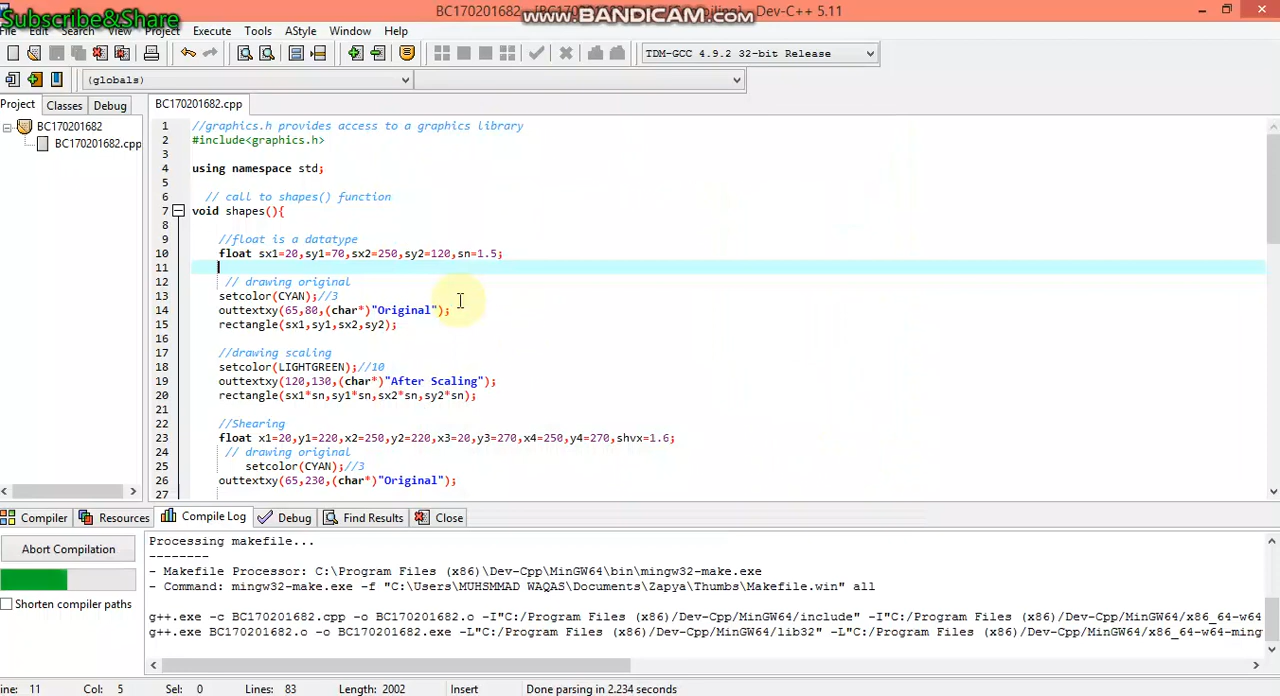 BC170201682 - [BC170201682
] - Dev-C++ 5.11
www.BANDICAM.com
Subscribe&Share
File Edit Search View Project Execute Tools AStyle Window Help
TDM-GCC 4.9.2 32-bit Release
(globals)
Project Classes Debug
BC170201682.cpp
BC170201682
BC170201682.cpp
1 //graphics.h provides access to a graphics library
2 #include<graphics.h>
3
4 using namespace std;
5
6 // call to shapes() function
7 void shapes(){
8
9 //float is a datatype
10 float sx1=20,sy1=70,sx2=250,sy2=120,sn=1.5;
11
12 // drawing original
13 setcolor(CYAN);//3
14 outtextxy(65,80,(char*)"Original");
15 rectangle(sx1,sy1,sx2,sy2);
16
17 //drawing scaling
18 setcolor(LIGHTGREEN);//10
19 outtextxy(120,130,(char*)"After Scaling");
20 rectangle(sx1*sn,sy1*sn,sx2*sn,sy2*sn);
21
22 //Shearing
23 float x1=20,y1=220,x2=250,y2=220,x3=20,y3=270,x4=250,y4=270,shvx=1.6;
24 // drawing original
25 setcolor(CYAN);//3
26 outtextxy(65,230,(char*)"Original");
27
Compiler Resources Compile Log Debug Find Results Close
Abort Compilation
Shorten compiler paths
Processing makefile...
--------
- Makefile Processor: C:\Program Files (x86)\Dev-Cpp\MinGW64\bin\mingw32-make.exe
- Command: mingw32-make.exe -f "C:\Users\MUHSMMAD WAQAS\Documents\Zapya\Thumbs\Makefile.win" all
g++.exe -c BC170201682.cpp -o BC170201682.o -I"C:/Program Files (x86)/Dev-Cpp/MinGW64/include" -I"C:/Program Files (x86)/Dev-Cpp/MinGW64/x86_64-w64
g++.exe BC170201682.o -o BC170201682.exe -L"C:/Program Files (x86)/Dev-Cpp/MinGW64/lib32" -L"C:/Program Files (x86)/Dev-Cpp/MinGW64/x86_64-w64-ming
ine: 11 Col: 5 Sel: 0 Lines: 83 Length: 2002 Insert Done parsing in 2.234 seconds